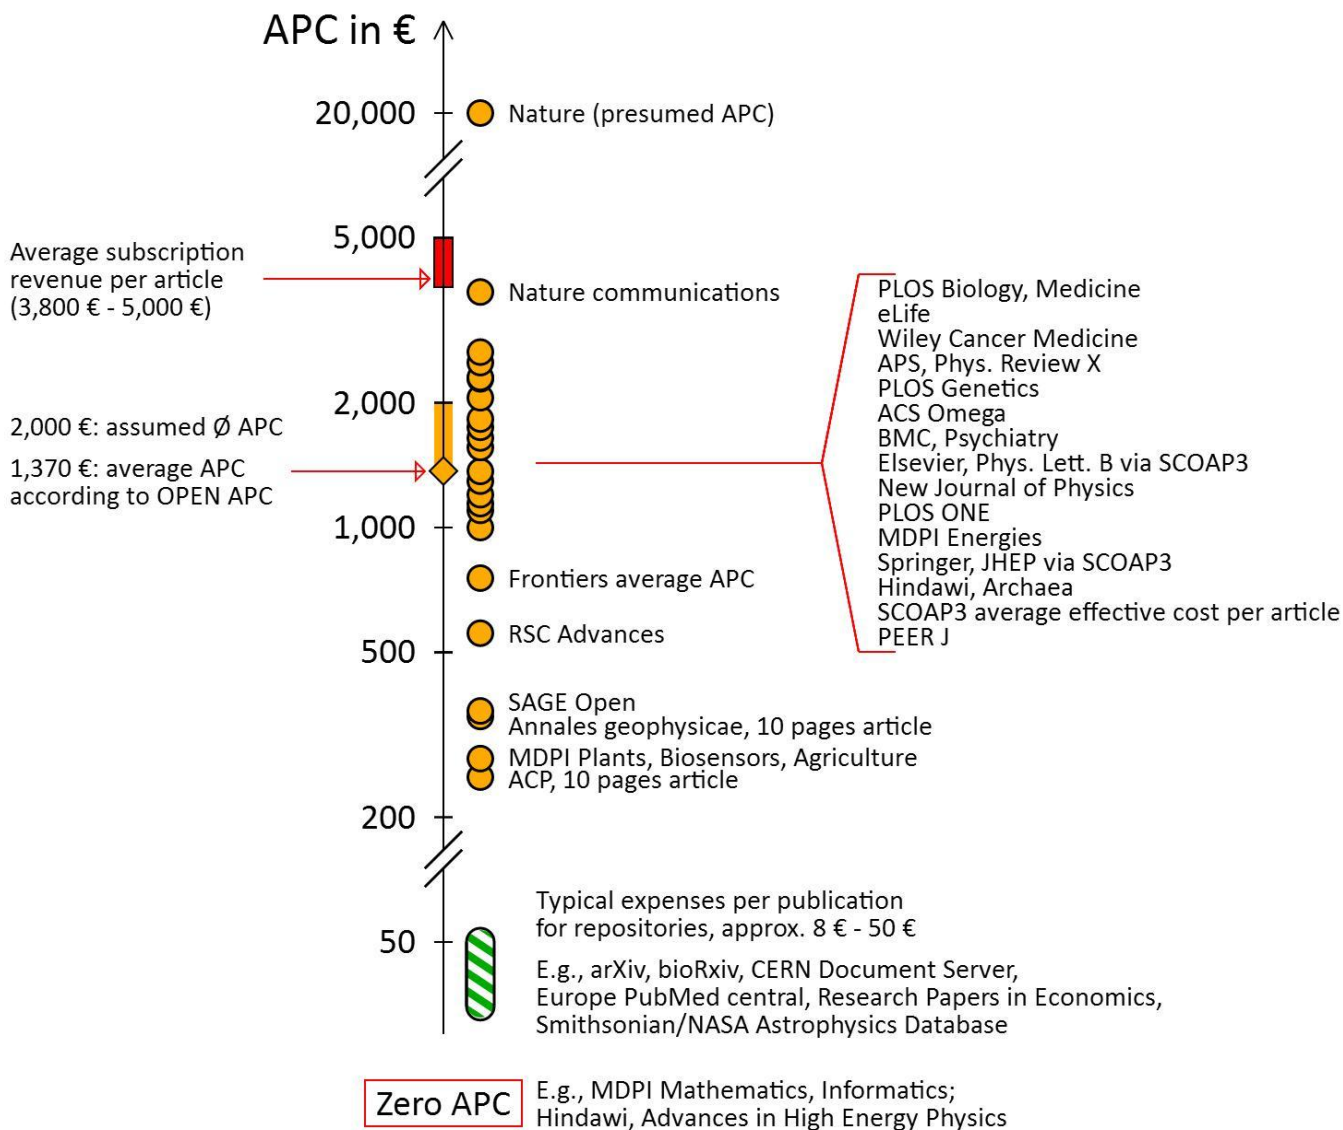 APC in €
20,000
Nature (presumed APC)
5,000
Average subscription
revenue per article
(3,800 € - 5,000 €)
Nature communications
2,000
2,000 €: assumed Ø APC
1,370 €: average APC
according to OPEN APC
1,000
PLOS Biology, Medicine
eLife
Wiley Cancer Medicine
APS, Phys. Review X
PLOS Genetics
ACS Omega
BMC, Psychiatry
Elsevier, Phys. Lett. B via SCOAP3
New Journal of Physics
PLOS ONE
MDPI Energies
Springer, JHEP via SCOAP3
Hindawi, Archaea
SCOAP3 average effective cost per article
PEER J
Frontiers average APC
RSC Advances
500
SAGE Open
Annales geophysicae, 10 pages article
MDPI Plants, Biosensors, Agriculture
ACP, 10 pages article
200
Typical expenses per publication
for repositories, approx. 8 € - 50 €
50
E.g., arXiv, bioRxiv, CERN Document Server,
Europe PubMed central, Research Papers in Economics,
Smithsonian/NASA Astrophysics Database
Zero APC
E.g., MDPI Mathematics, Informatics;
Hindawi, Advances in High Energy Physics